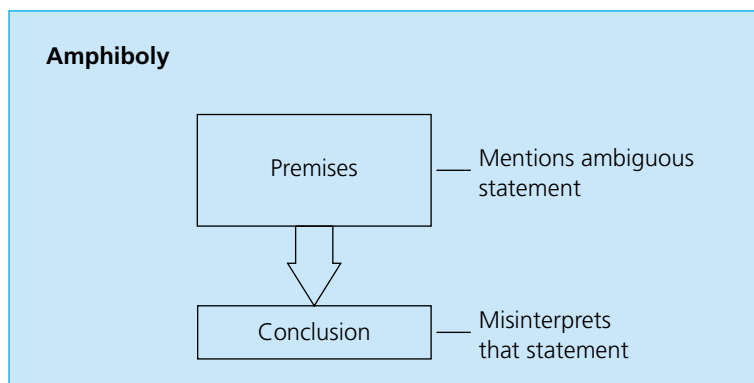 Amphiboly
Premises
Mentions ambiguous
statement
Conclusion
Misinterprets
that statement